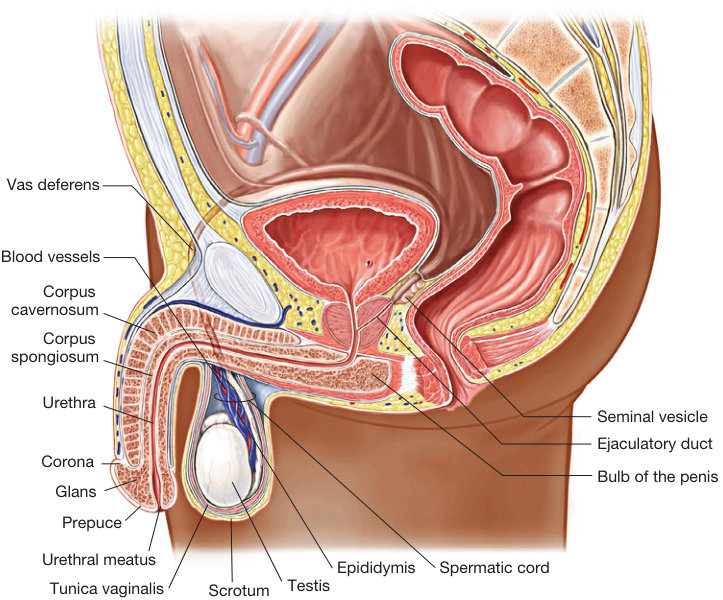 Vas deferens
Blood vessels
Corpus
cavernosum
Corpus
spongiosum
Urethra
Corona
Glans
Prepuce
Urethral meatus
Tunica vaginalis
Scrotum
Testis
Epididymis
Spermatic cord
Seminal vesicle
Ejaculatory duct
Bulb of the penis